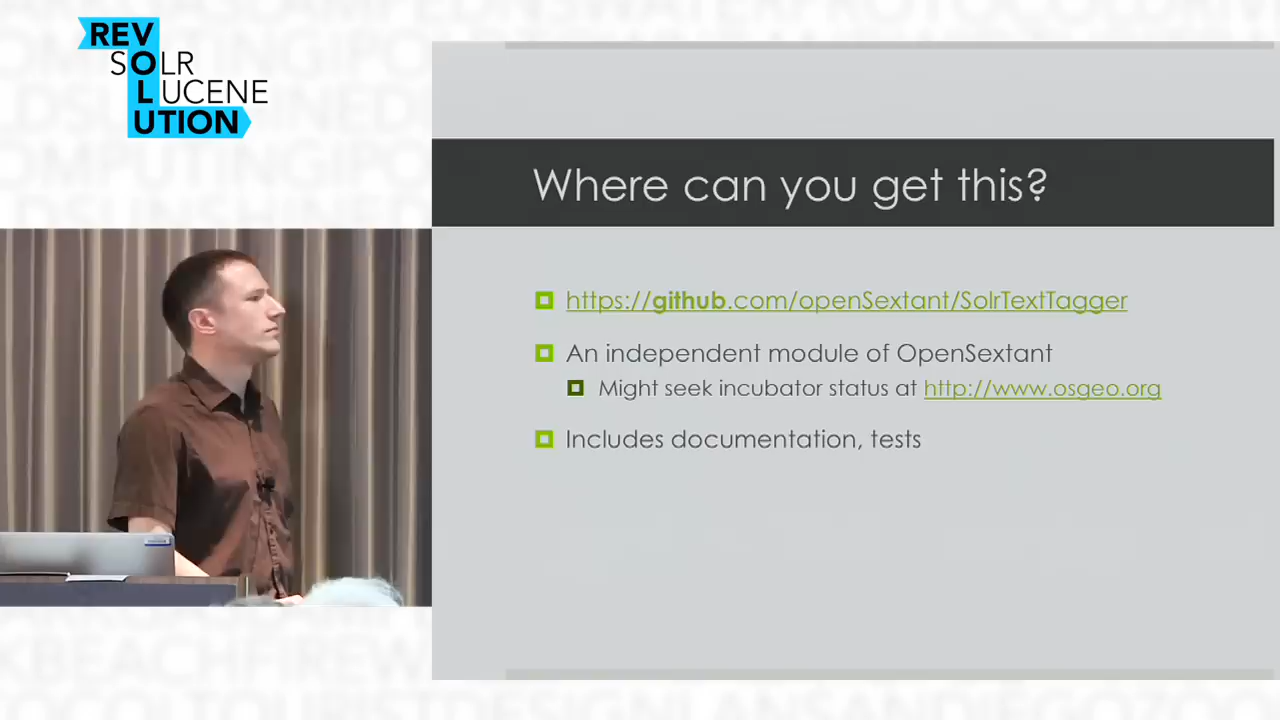 REV
SOLR
LUCENE
UTION
Where can you get this?
https://github.com/openSextant/SolrTextTagger
An independent module of OpenSextant
Might seek incubator status at http://www.osgeo.org
Includes documentation, tests